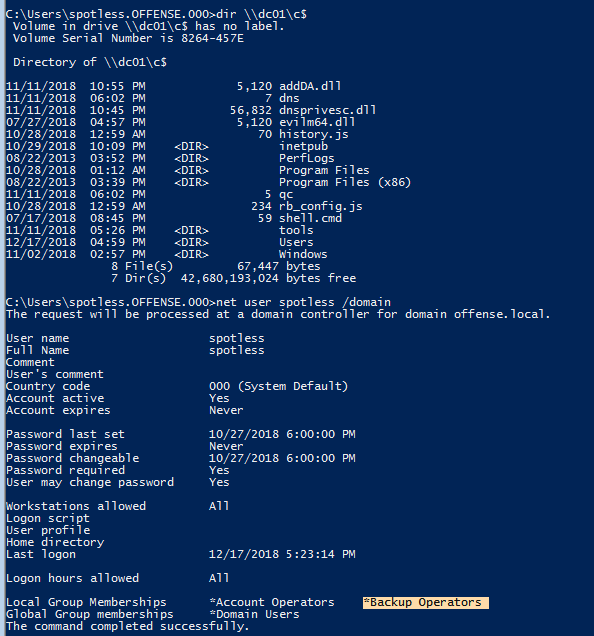 C:\Users\spotless.OFFENSE.000>dir \\dc01\c$
Volume in drive \\dc01\c$ has no label.
Volume Serial Number is 8264-457E
Directory of \\dc01\c$
11/11/2018  10:55 PM             5,120 addDA.dll
11/11/2018  06:02 PM                 7 dns
11/11/2018  10:45 PM            56,832 dnsprivesc.dll
07/27/2018  04:57 PM             5,120 evilm64.dll
10/28/2018  12:59 AM                70 history.js
10/29/2018  10:09 PM    <DIR>          inetpub
08/22/2013  03:52 PM    <DIR>          PerfLogs
10/28/2018  01:12 AM    <DIR>          Program Files
08/22/2013  03:39 PM    <DIR>          Program Files (x86)
11/11/2018  06:02 PM                 5 qc
10/28/2018  12:59 AM               234 rb_config.js
07/17/2018  08:45 PM                59 shell.cmd
11/11/2018  05:26 PM    <DIR>          tools
12/17/2018  04:59 PM    <DIR>          Users
11/02/2018  02:57 PM    <DIR>          Windows
8 File(s)         67,447 bytes
7 Dir(s)  42,680,193,024 bytes free
C:\Users\spotless.OFFENSE.000>net user spotless /domain
The request will be processed at a domain controller for domain offense.local.
User name                    spotless
Full Name                    spotless
Comment
User's comment
Country code                 000 (System Default)
Account active               Yes
Account expires              Never
Password last set            10/27/2018 6:00:00 PM
Password expires             Never
Password changeable          10/27/2018 6:00:00 PM
Password required            Yes
User may change password     Yes
Workstations allowed         All
Logon script
User profile
Home directory
Last logon                   12/17/2018 5:23:14 PM
Logon hours allowed          All
Local Group Memberships      *Account Operators    *Backup Operators
Global Group memberships     *Domain Users
The command completed successfully.